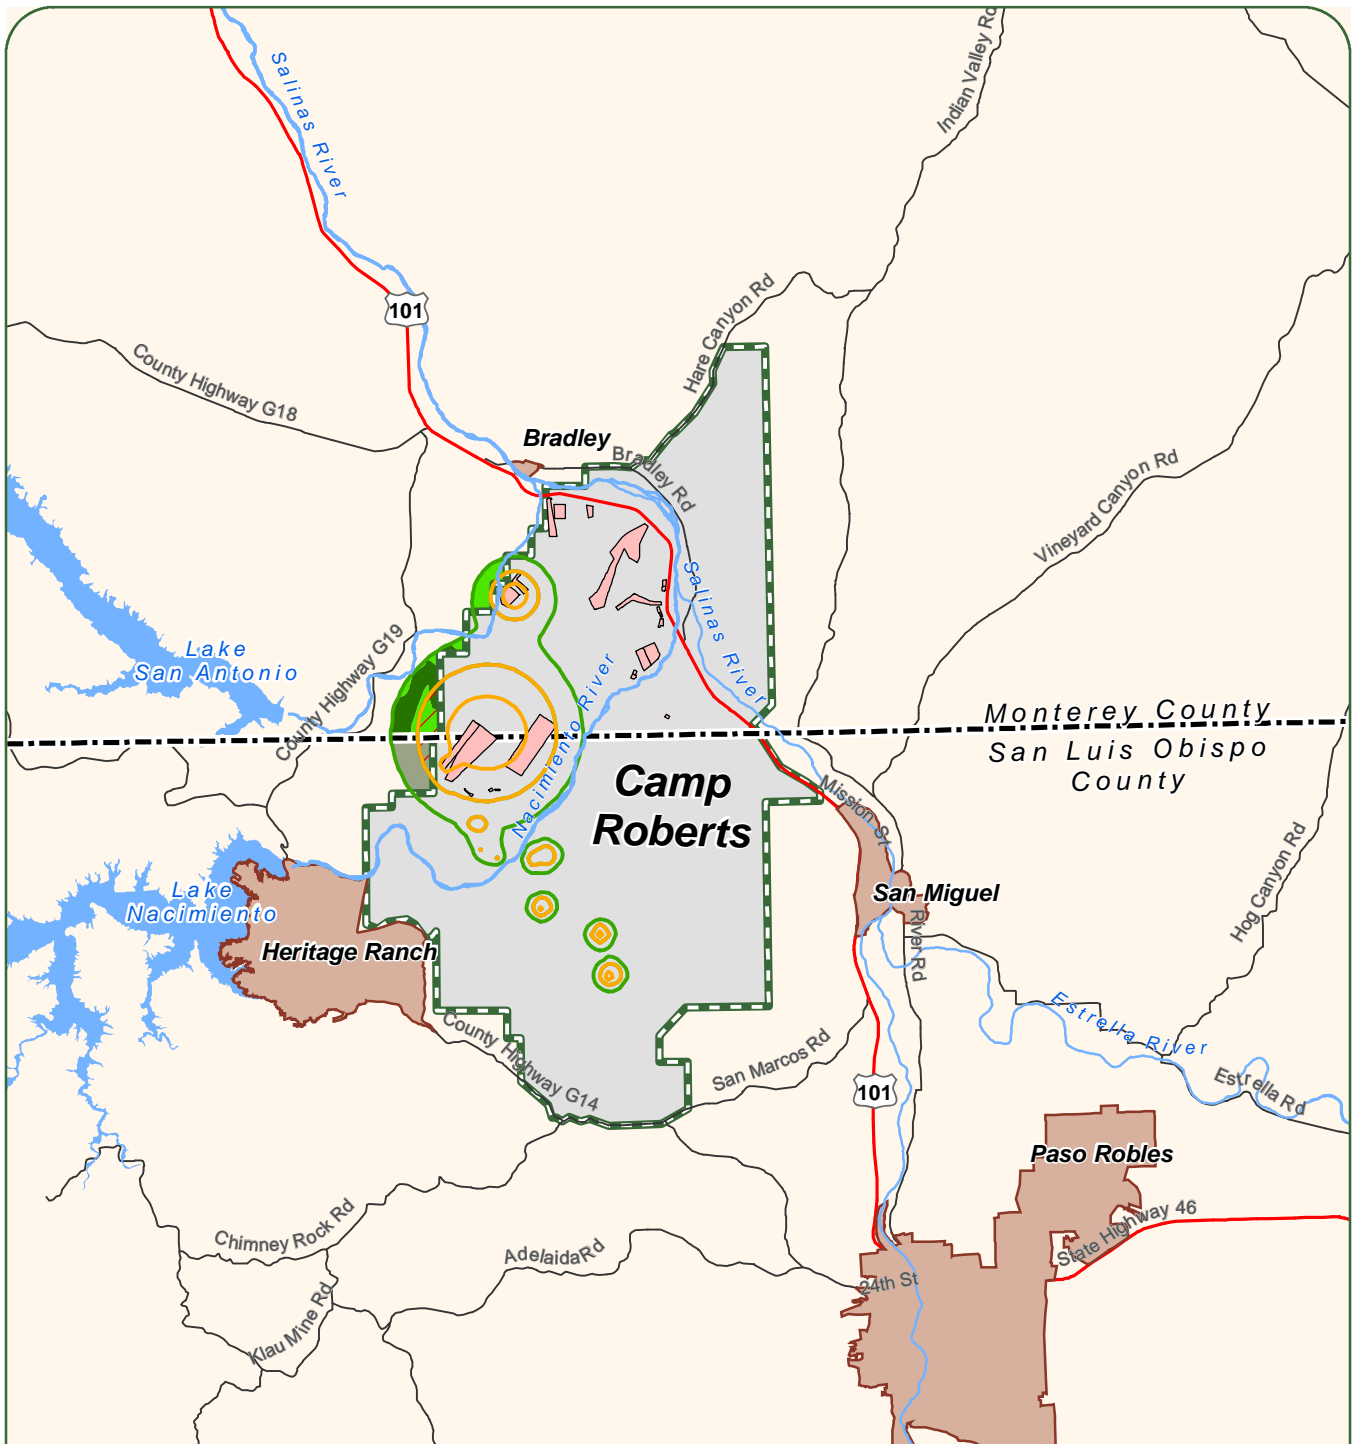 Salinas River
Indian Valley Rd
101
Hare Canyon Rd
County Highway G18
Bradley
Bradley Rd
Vineyard Canyon Rd
Salinas River
Lake
San Antonio
County Highway G19
Nacimiento River
Monterey County
San Luis Obispo
County
Camp
Roberts
Mission St
Hog Canyon Rd
Lake
Nacimiento
San Miguel
Heritage Ranch
River Rd
Estrella River
County Highway G14
San Marcos Rd
101
Estrella Rd
Paso Robles
State Highway 46
Chimney Rock Rd
Adelaida Rd
24th St
Klau Mine Rd